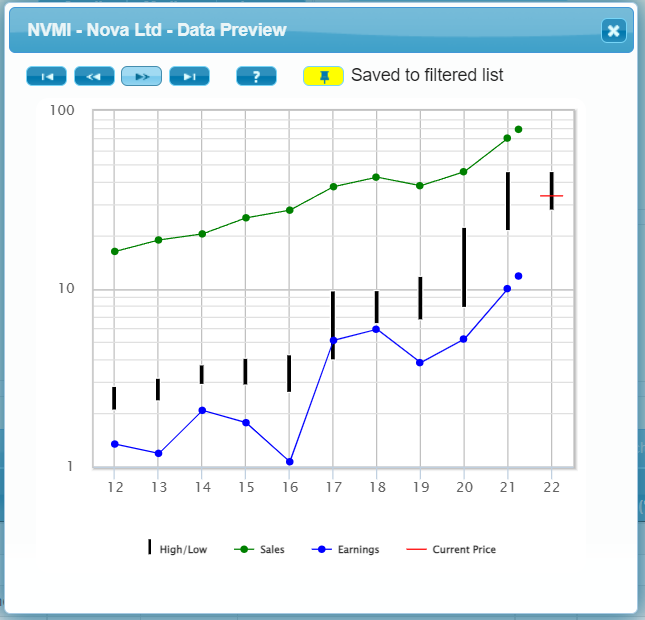 NVMI - Nova Ltd - Data Preview
? Saved to filtered list
100
10
1
12 13 14 15 16 17 18 19 20 21 22
High/Low Sales Earnings Current Price